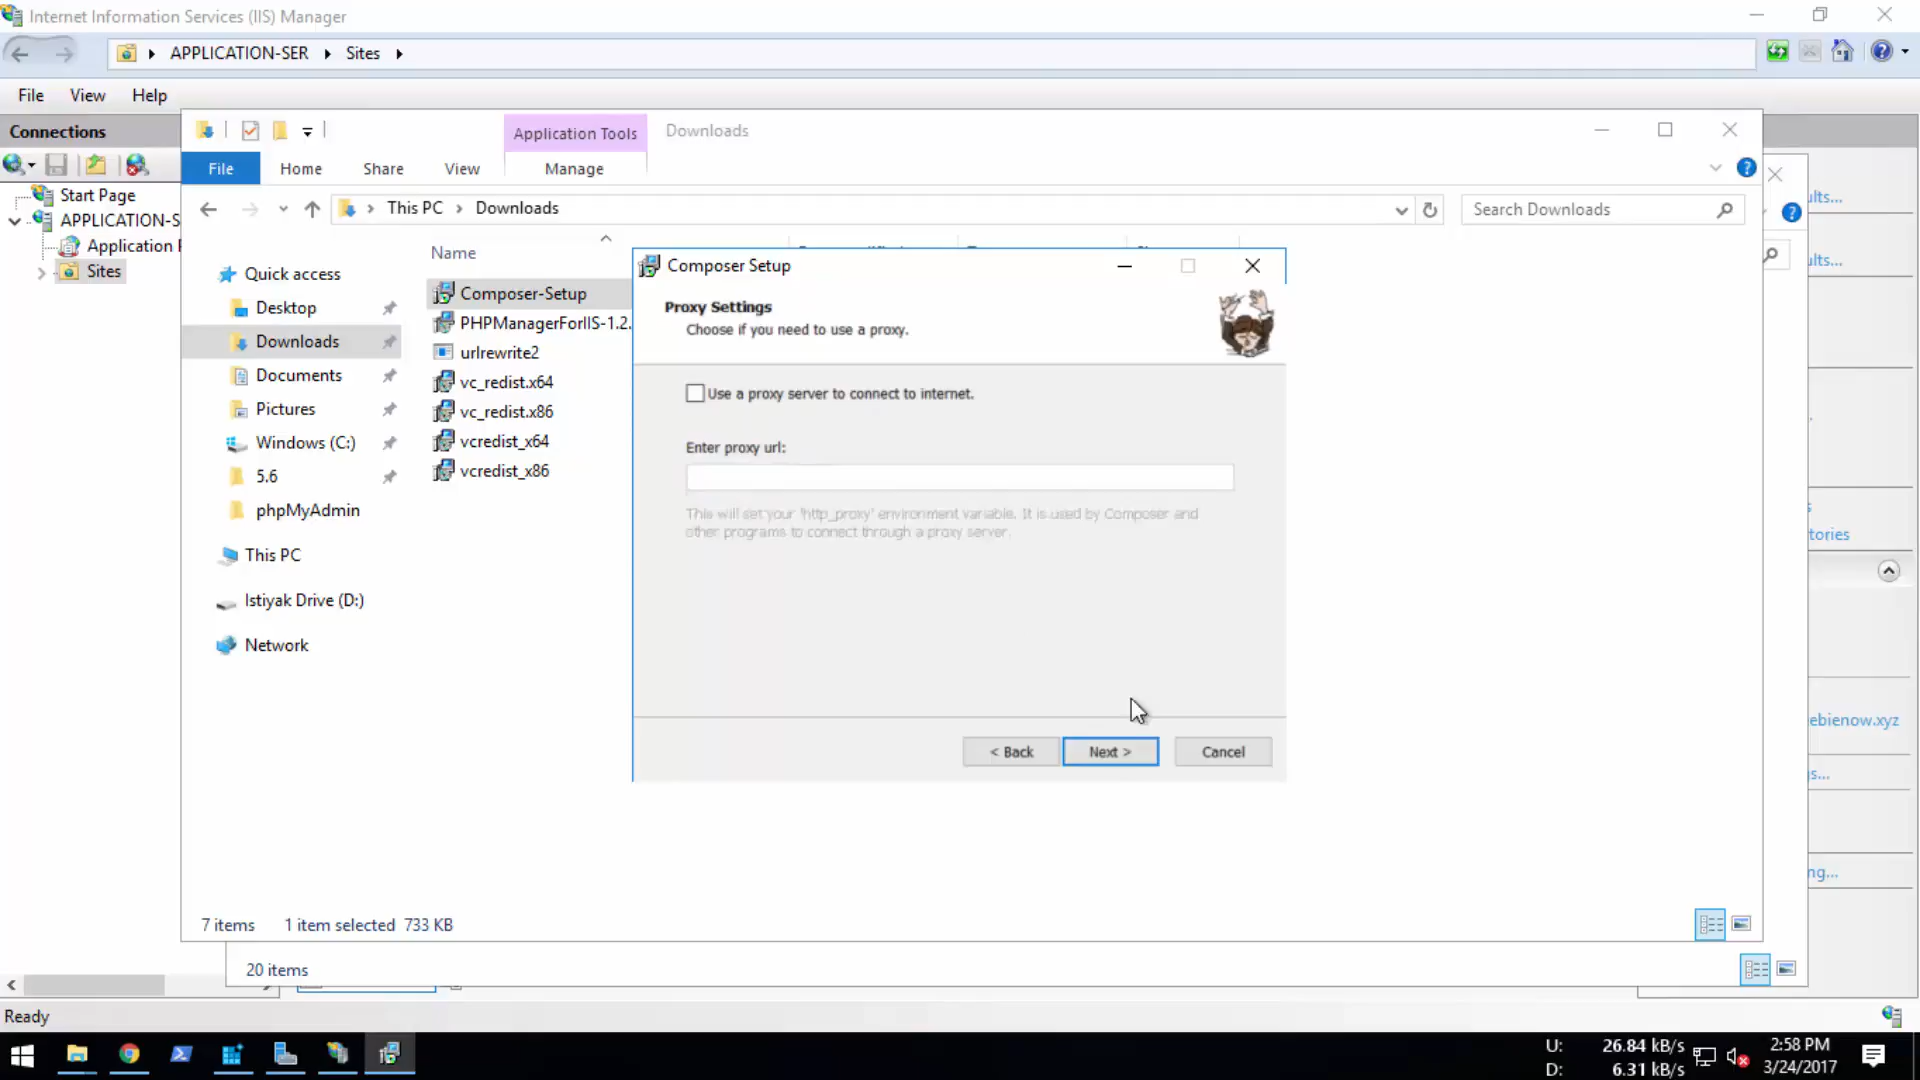 Internet Information Services (IIS) Manager
APPLICATION-SER
Sites
File View Help
Connections
Start Page
APPLICATION-S
Application
Sites
Application Tools
Downloads
File Home Share View Manage
This PC > Downloads
Search Downloads
Name
Quick access
Desktop
Downloads
Documents
Pictures
Windows (C:)
5.6
phpMyAdmin
This PC
Istiyak Drive (D:)
Network
Composer-Setup
PHPManagerForIIS-1.2.
urlrewrite2
vc_redist.x64
vc_redist.x86
vcredist_x64
vcredist_x86
Composer Setup
Proxy Settings
Choose if you need to use a proxy.
Use a proxy server to connect to internet.
Enter proxy url:
This will set your 'http_proxy' environment variable. It is used by Composer and
other programs to connect through a proxy server.
< Back Next > Cancel
ults...
ults...
tories
ebienow.xyz
s...
ng...
7 items 1 item selected 733 KB
20 items
Ready
U: 26.84 kB/s
D: 6.31 kB/s
2:58 PM
3/24/2017